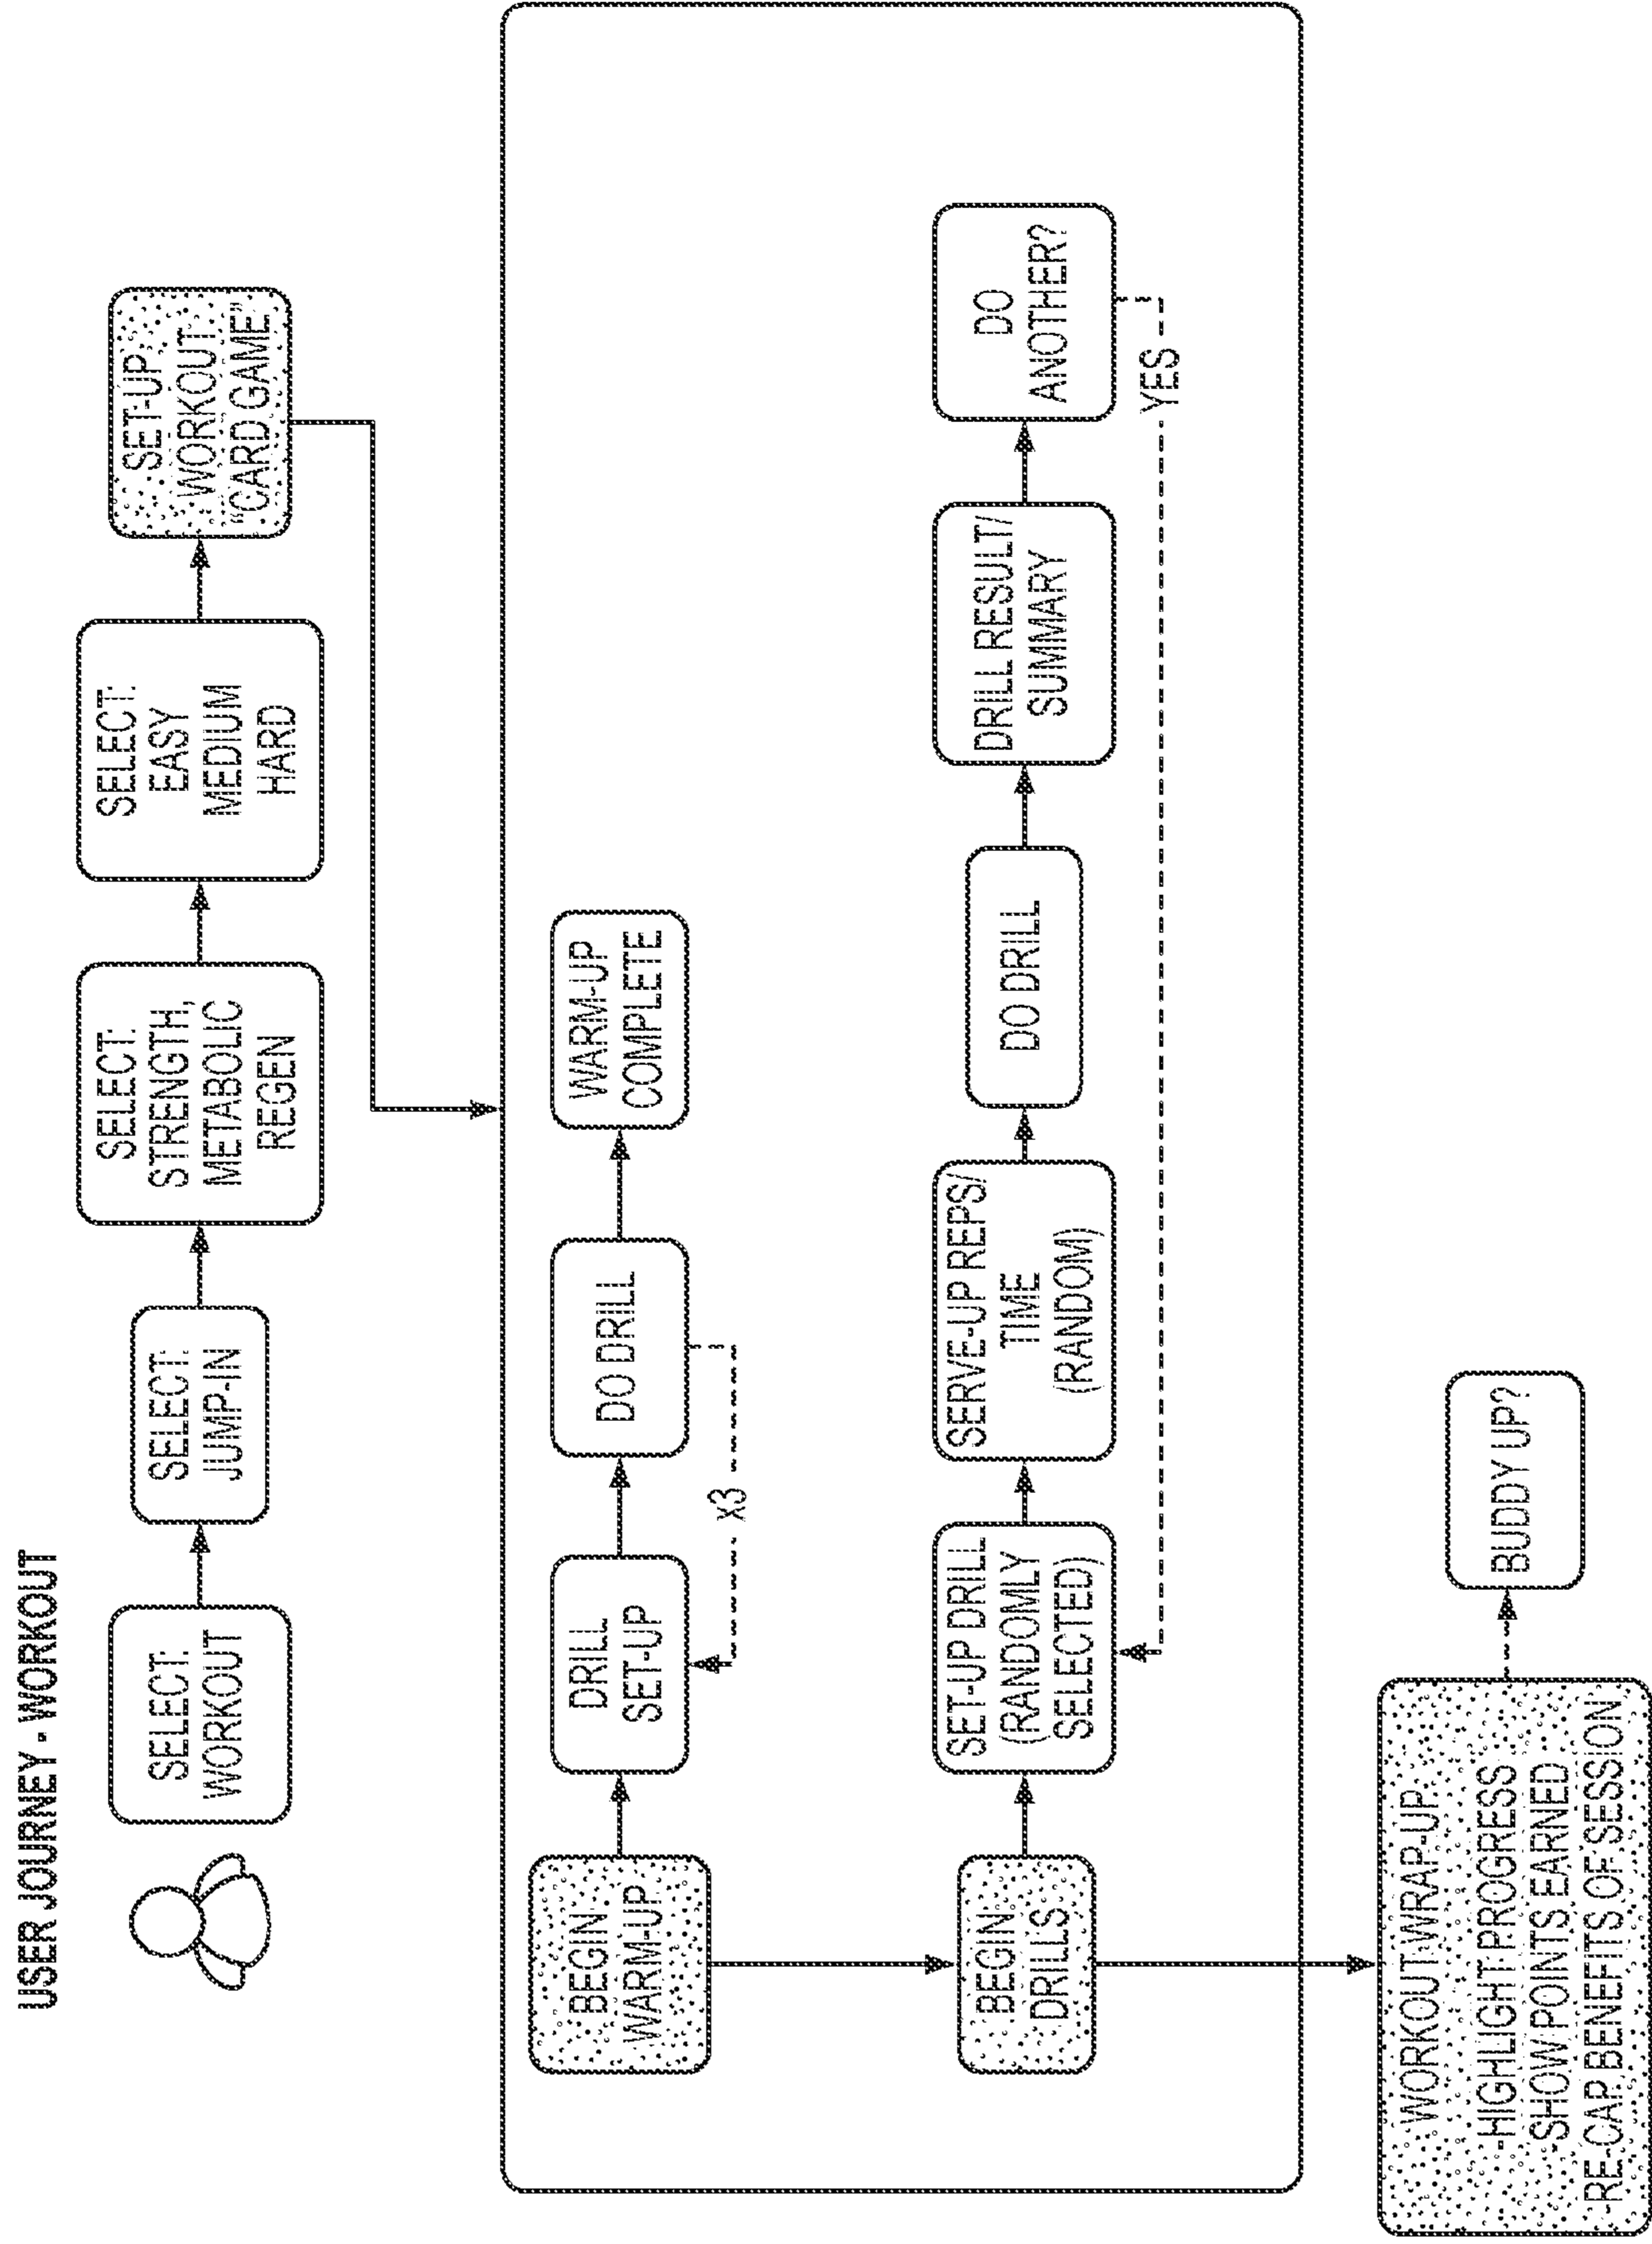 USER JOURNEY - WORKOUT
SELECT:
WORKOUT
SELECT:
JUMP-IN
SELECT:
STRENGTH,
METABOLIC
REGEN
SELECT:
EASY
MEDIUM
HARD
SET-UP
WORKOUT
"CARD GAME"
BEGIN
WARM-UP
DRILL
SET-UP
DO DRILL
WARM-UP
COMPLETE
x3
BEGIN
DRILLS
SET-UP DRILL
(RANDOMLY
SELECTED)
SERVE-UP REPS/
TIME
(RANDOM)
DO DRILL
DRILL RESULT/
SUMMARY
DO
ANOTHER?
YES
WORKOUT WRAP-UP:
-HIGHLIGHT PROGRESS
-SHOW POINTS EARNED
-RE-CAP BENEFITS OF SESSION
BUDDY UP?